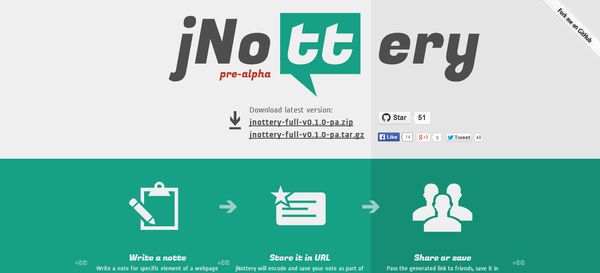 Fork me on GitHub
jNottery
pre-alpha
Download latest version:
jnottery-full-v0.1.0-pa.zip
jnottery-full-v0.1.0-pa.tar.gz
Star 51
Like 14 +1 Tweet 40
Write a notte
Write a note for specific element of a webpage
Store it in URL
jNottery will encode and save your note as part of
Share or save
Pass the generated link to friends, save it in